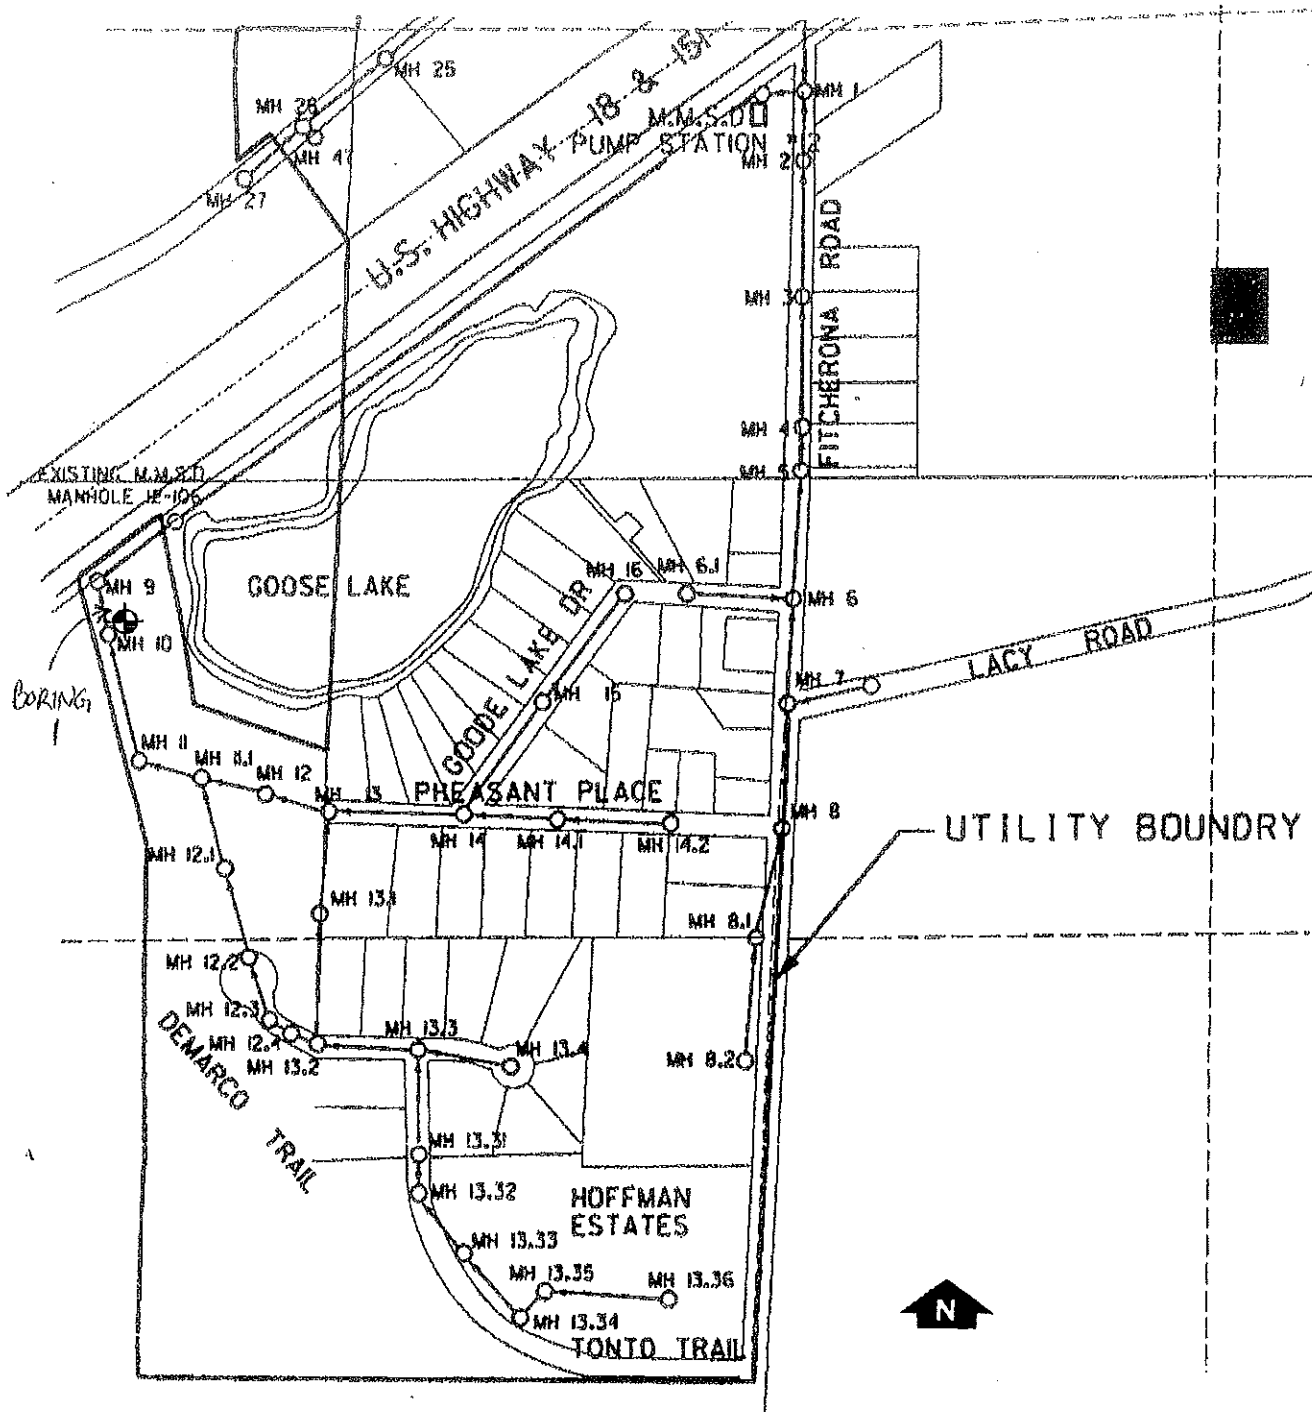 MH 25
MH 26
MH 47
MH 27
U.S. HIGHWAY 18 & 151
MH 1
M.M.S.D
PUMP STATION #12
MH 2
MH 3
FITCHERONA ROAD
MH 4
MH 5
EXISTING M.M.S.D.
MANHOLE 12-106
GOOSE LAKE
MH 16
MH 6.1
MH 6
MH 9
MH 10
BORING
1
LACY ROAD
MH 7
MH 15
GOODE LAKE DR
MH 11
MH 11.1
MH 12
MH 13
PHEASANT PLACE
MH 8
UTILITY BOUNDRY
MH 14
MH 14.1
MH 14.2
MH 12.1
MH 13.1
MH 8.1
MH 12.2
MH 12.3
MH 12.4
MH 13.2
MH 13.3
MH 13.4
MH 8.2
DEMARCO TRAIL
MH 13.31
MH 13.32
HOFFMAN
ESTATES
MH 13.33
MH 13.35
MH 13.36
MH 13.34
TONTO TRAIL
N